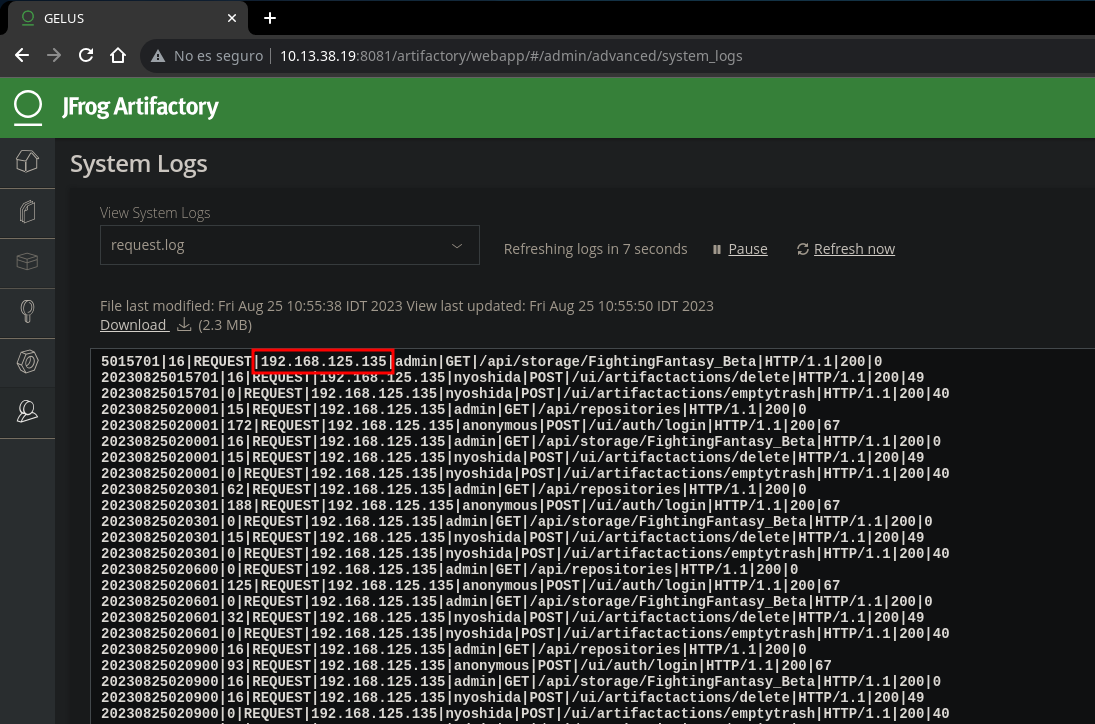 GELUS
No es seguro | 10.13.38.19:8081/artifactory/webapp/#/admin/advanced/system_logs
JFrog Artifactory
System Logs
View System Logs
request.log
Refreshing logs in 7 seconds Pause Refresh now
File last modified: Fri Aug 25 10:55:38 IDT 2023 View last updated: Fri Aug 25 10:55:50 IDT 2023
Download (2.3 MB)
5015701|16|REQUEST|192.168.125.135|admin|GET|/api/storage/FightingFantasy_Beta|HTTP/1.1|200|0
20230825015701|16|REQUEST|192.168.125.135|nyoshida|POST|/ui/artifactactions/delete|HTTP/1.1|200|49
20230825015701|0|REQUEST|192.168.125.135|nyoshida|POST|/ui/artifactactions/emptytrash|HTTP/1.1|200|40
20230825020001|15|REQUEST|192.168.125.135|admin|GET|/api/repositories|HTTP/1.1|200|0
20230825020001|172|REQUEST|192.168.125.135|anonymous|POST|/ui/auth/login|HTTP/1.1|200|67
20230825020001|16|REQUEST|192.168.125.135|admin|GET|/api/storage/FightingFantasy_Beta|HTTP/1.1|200|0
20230825020001|15|REQUEST|192.168.125.135|nyoshida|POST|/ui/artifactactions/delete|HTTP/1.1|200|49
20230825020001|0|REQUEST|192.168.125.135|nyoshida|POST|/ui/artifactactions/emptytrash|HTTP/1.1|200|40
20230825020301|62|REQUEST|192.168.125.135|admin|GET|/api/repositories|HTTP/1.1|200|0
20230825020301|188|REQUEST|192.168.125.135|anonymous|POST|/ui/auth/login|HTTP/1.1|200|67
20230825020301|0|REQUEST|192.168.125.135|admin|GET|/api/storage/FightingFantasy_Beta|HTTP/1.1|200|0
20230825020301|15|REQUEST|192.168.125.135|nyoshida|POST|/ui/artifactactions/delete|HTTP/1.1|200|49
20230825020301|0|REQUEST|192.168.125.135|nyoshida|POST|/ui/artifactactions/emptytrash|HTTP/1.1|200|40
20230825020600|0|REQUEST|192.168.125.135|admin|GET|/api/repositories|HTTP/1.1|200|0
20230825020601|125|REQUEST|192.168.125.135|anonymous|POST|/ui/auth/login|HTTP/1.1|200|67
20230825020601|0|REQUEST|192.168.125.135|admin|GET|/api/storage/FightingFantasy_Beta|HTTP/1.1|200|0
20230825020601|32|REQUEST|192.168.125.135|nyoshida|POST|/ui/artifactactions/delete|HTTP/1.1|200|49
20230825020601|0|REQUEST|192.168.125.135|nyoshida|POST|/ui/artifactactions/emptytrash|HTTP/1.1|200|40
20230825020900|16|REQUEST|192.168.125.135|admin|GET|/api/repositories|HTTP/1.1|200|0
20230825020900|93|REQUEST|192.168.125.135|anonymous|POST|/ui/auth/login|HTTP/1.1|200|67
20230825020900|16|REQUEST|192.168.125.135|admin|GET|/api/storage/FightingFantasy_Beta|HTTP/1.1|200|0
20230825020900|16|REQUEST|192.168.125.135|nyoshida|POST|/ui/artifactactions/delete|HTTP/1.1|200|49
20230825020900|0|REQUEST|192.168.125.135|nyoshida|POST|/ui/artifactactions/emptytrash|HTTP/1.1|200|40